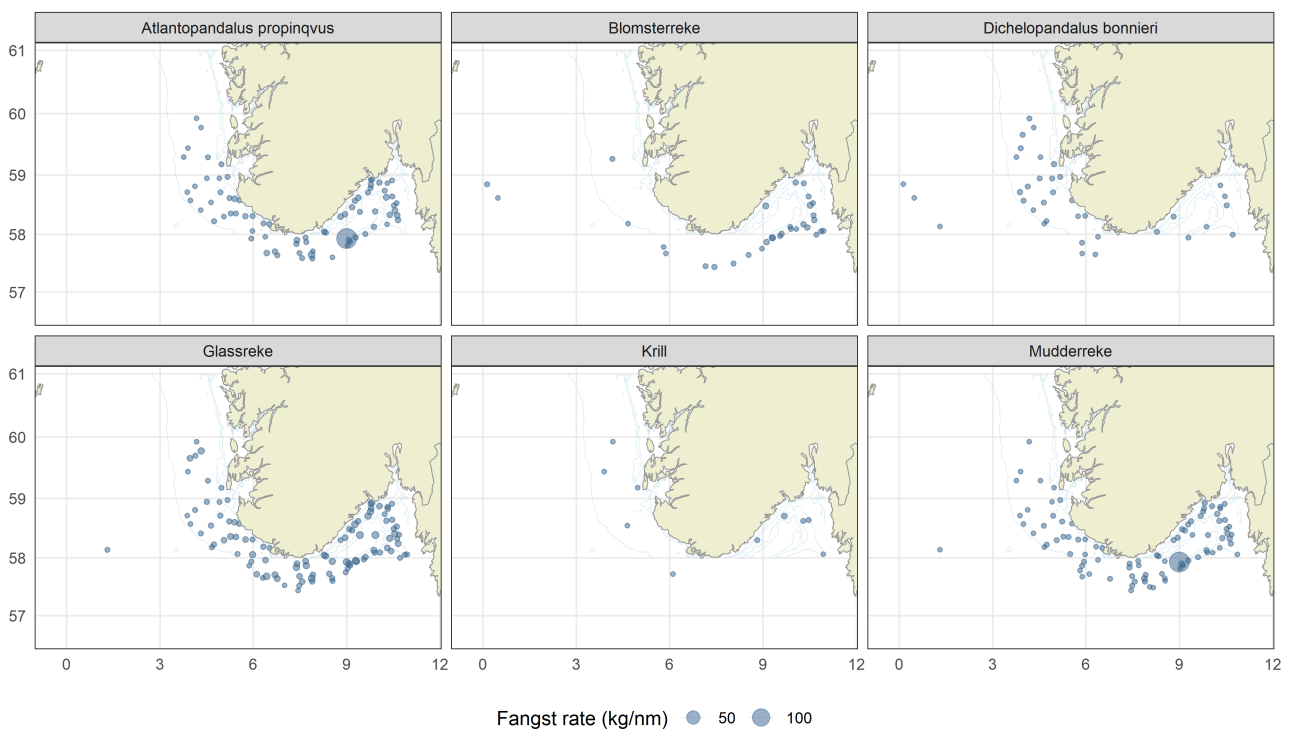 Atlantopandalus propinqvus
Blomsterreke
Dichelopandalus bonnieri
61
60
59
58
57
Glassreke
Krill
Mudderreke
61
60
59
58
57
0 3 6 9 12 0 3 6 9 12 0 3 6 9 12
Fangst rate (kg/nm) 50 100